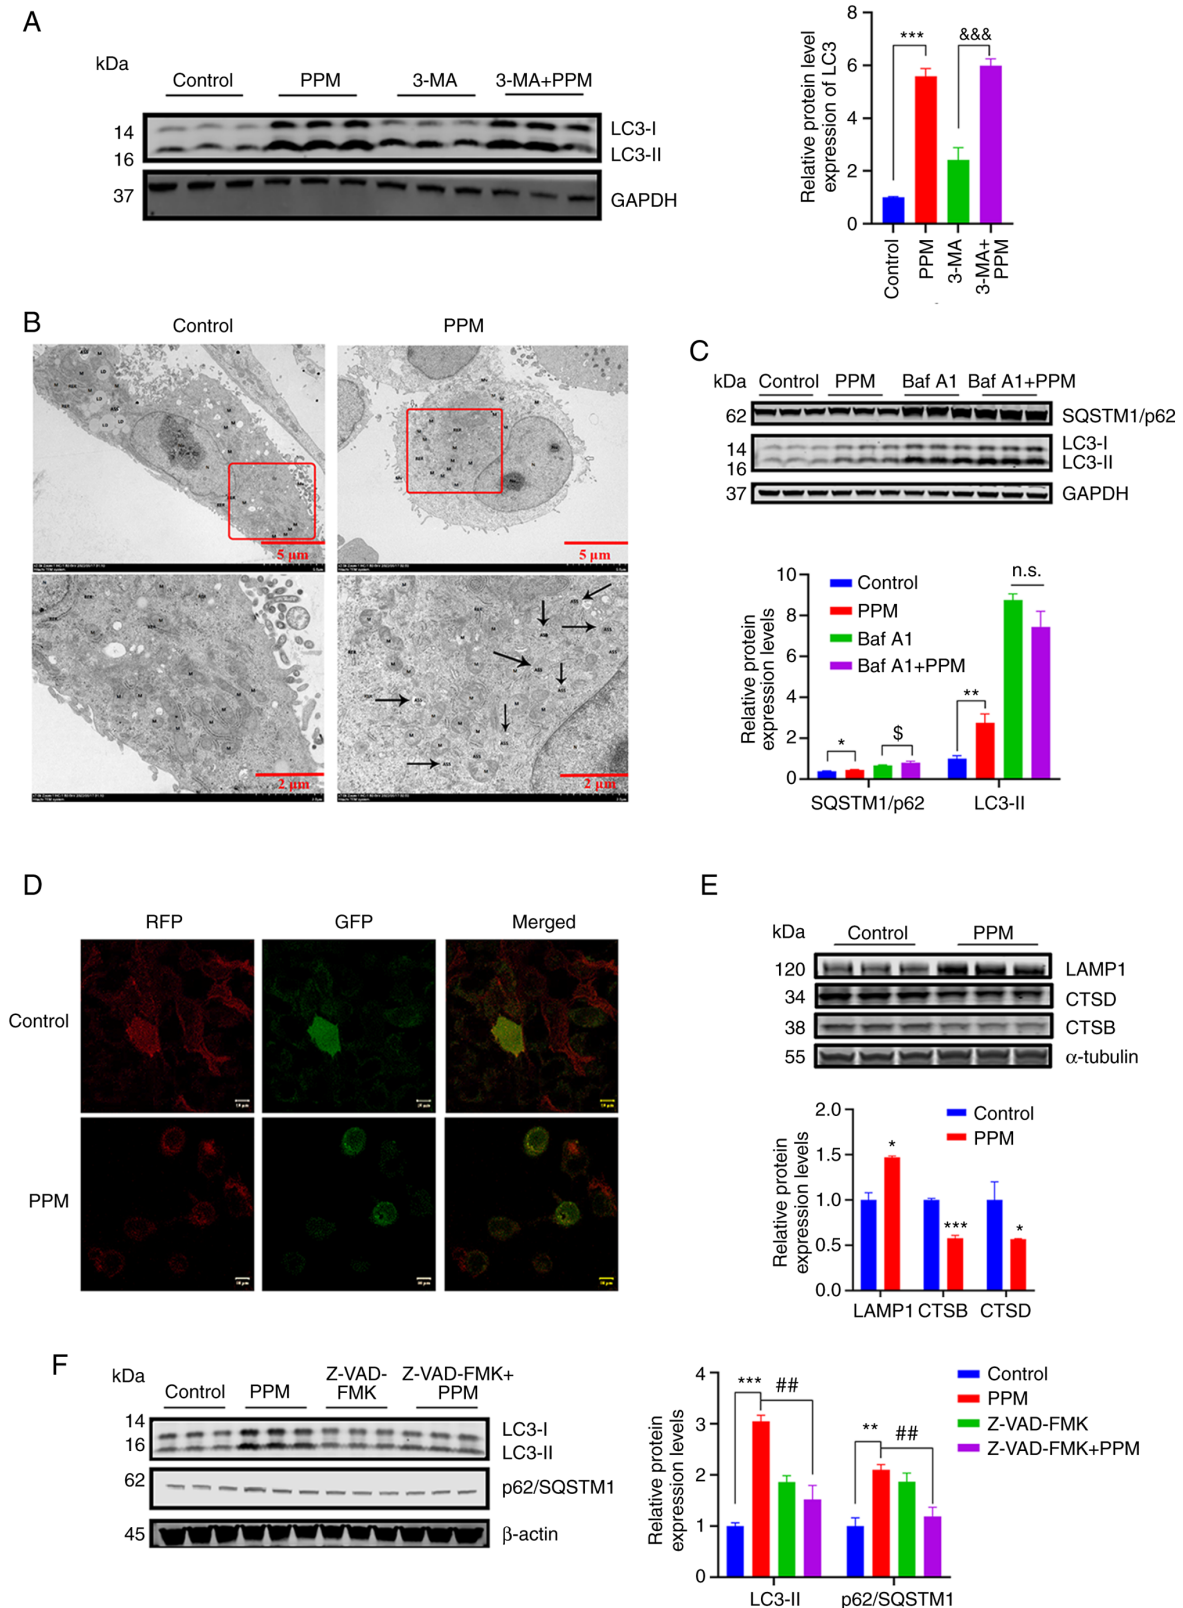 A
kDa
Control PPM 3-MA 3-MA+PPM
14 LC3-I
16 LC3-II
37 GAPDH
Relative protein level
expression of LC3
8
6
4
2
0
***
&&&
Control
PPM
3-MA
3-MA+
PPM
B
Control PPM
5 µm
5 µm
2 µm
2 µm
C
kDa Control PPM Baf A1 Baf A1+PPM
62 SQSTM1/p62
14 LC3-I
16 LC3-II
37 GAPDH
Relative protein
expression levels
10
8
6
4
2
0
Control
PPM
Baf A1
Baf A1+PPM
*
$
**
n.s.
SQSTM1/p62 LC3-II
D
RFP GFP Merged
Control
PPM
E
kDa
Control PPM
120 LAMP1
34 CTSD
38 CTSB
55 α-tubulin
Relative protein
expression levels
2.0
1.5
1.0
0.5
0.0
Control
PPM
*
***
*
LAMP1 CTSB CTSD
F
kDa
Control PPM Z-VAD-
FMK Z-VAD-FMK+
PPM
14 LC3-I
16 LC3-II
62 p62/SQSTM1
45 β-actin
Relative protein
expression levels
4
3
2
1
0
***
##
**
##
Control
PPM
Z-VAD-FMK
Z-VAD-FMK+PPM
LC3-II p62/SQSTM1